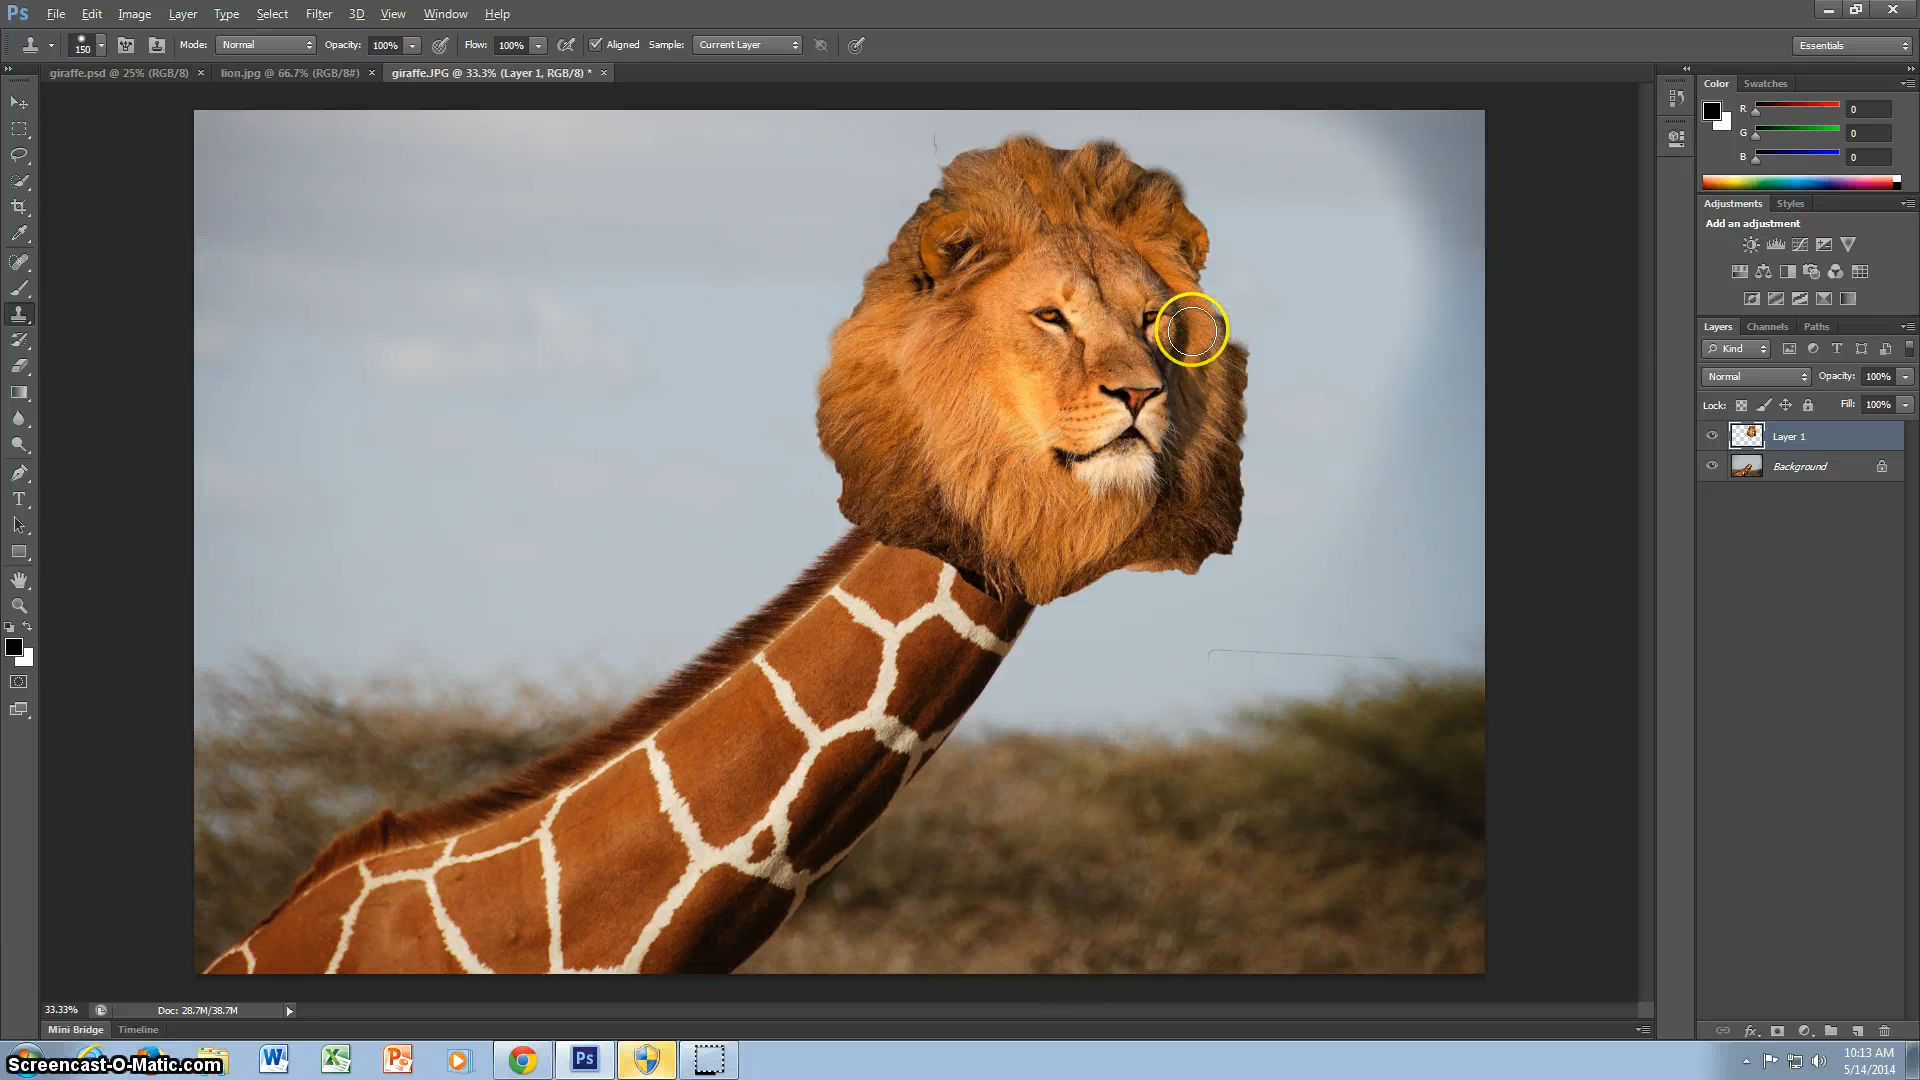 Ps File Edit Image Layer Type Select Filter 3D View Window Help
150 Mode: Normal Opacity: 100% Flow: 100% Aligned Sample: Current Layer Essentials
giraffe.psd @ 25% (RGB/8) × lion.jpg @ 66.7% (RGB/8#) × giraffe.JPG @ 33.3% (Layer 1, RGB/8) * ×
Color Swatches
R 0
G 0
B 0
Adjustments Styles
Add an adjustment
Layers Channels Paths
Kind T
Normal Opacity: 100%
Lock: Fill: 100%
Layer 1
Background
T
33.33% Doc: 28.7M/38.7M
fx
Mini Bridge Timeline
Screencast-O-Matic.com
Ps
10:13 AM
5/14/2014